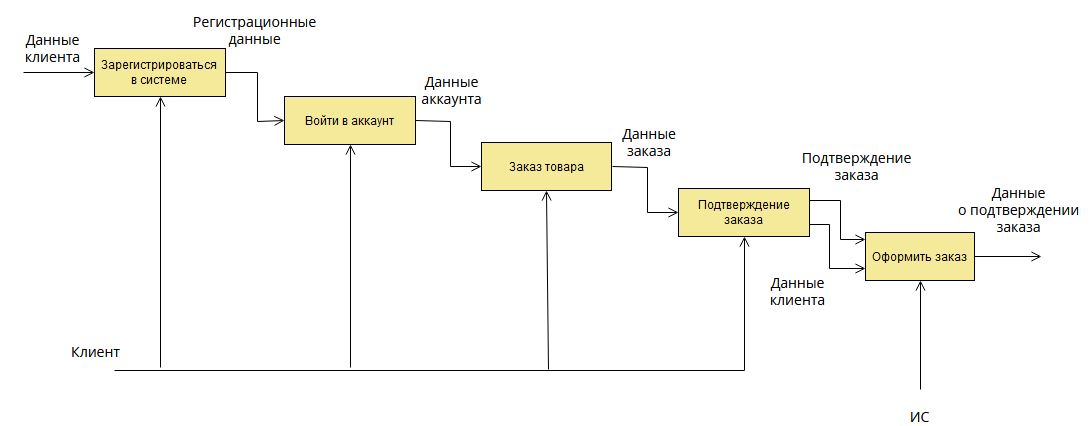 Регистрационные
данные
Данные
клиента
Зарегистрироваться
в системе
Данные
аккаунта
Войти в аккаунт
Данные
заказа
Заказ товара
Подтверждение
заказа
Подтверждение
заказа
Данные
о подтверждении
заказа
Оформить заказ
Данные
клиента
Клиент
ИС